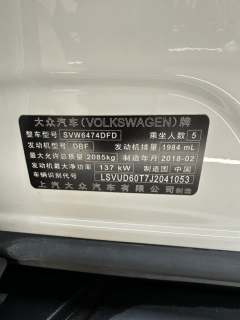 大众汽车(VOLKSWAGEN)牌
整车型号 SVW6474DFD 乘坐人数 5
发动机型号 DBF 发动机排量 1984 mL
最大允许总质量 2085kg 制造年月 2018-02
发动机最大净功率 137 kW 制造国 中国
车辆识别代号 LSVUD60T7J2041053
上汽大众汽车有限公司制造